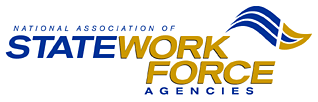 NATIONAL ASSOCIATION OF
STATEWORK
FORCE
AGENCIES